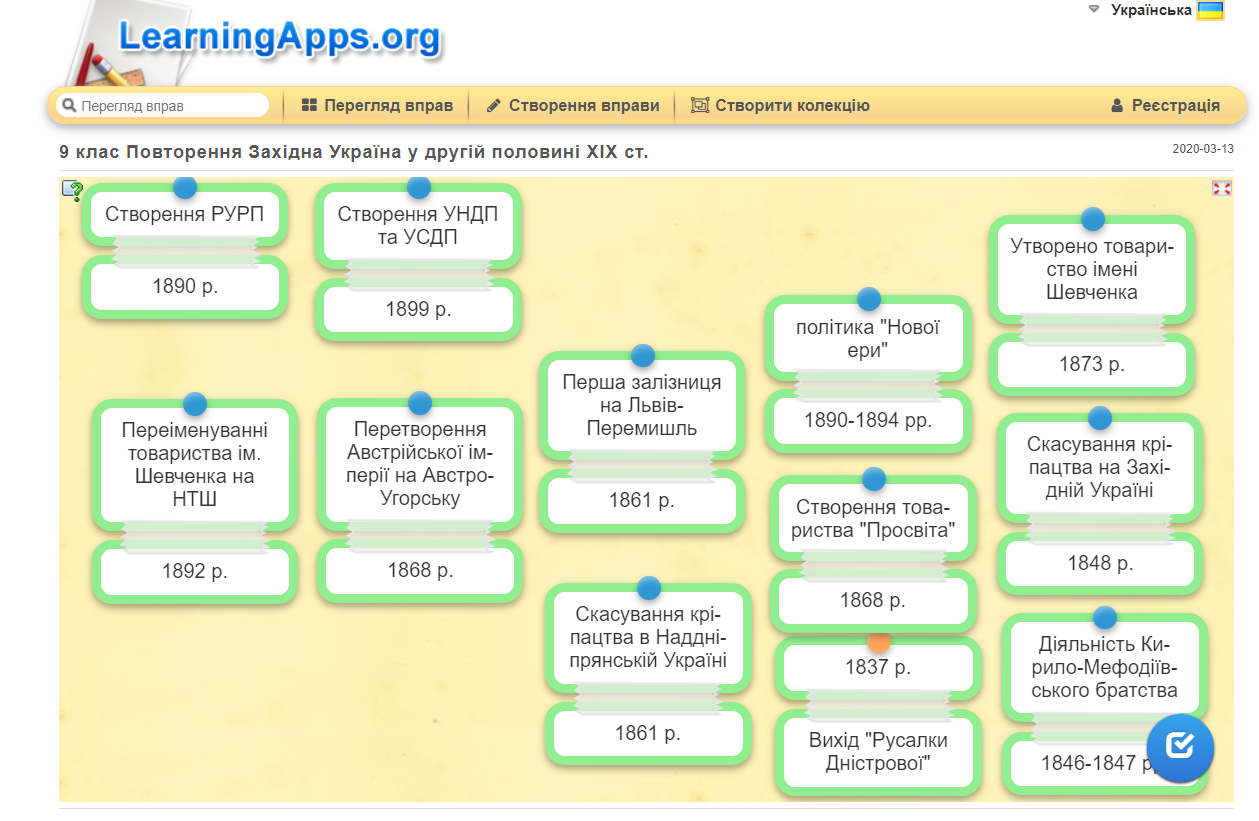 Українська
LearningApps.org
Перегляд вправ
Перегляд вправ
Створення вправи
Створити колекцію
Реєстрація
9 клас Повторення Західна Україна у другій половині ХІХ ст.
2020-03-13
Створення РУРП
1890 р.
Створення УНДП
та УСДП
1899 р.
Утворено товари-
ство імені
Шевченка
1873 р.
політика "Нової
ери"
1890-1894 рр.
Перша залізниця
на Львів-
Перемишль
1861 р.
Переіменуванні
товариства ім.
Шевченка на
НТШ
1892 р.
Перетворення
Австрійської ім-
перії на Австро-
Угорську
1868 р.
Скасування крі-
пацтва на Захі-
дній Україні
1848 р.
Створення това-
риства "Просвіта"
1868 р.
Скасування крі-
пацтва в Наддні-
прянській Україні
1861 р.
1837 р.
Вихід "Русалки
Дністрової"
Діяльність Ки-
рило-Мефодіїв-
ського братства
1846-1847 р